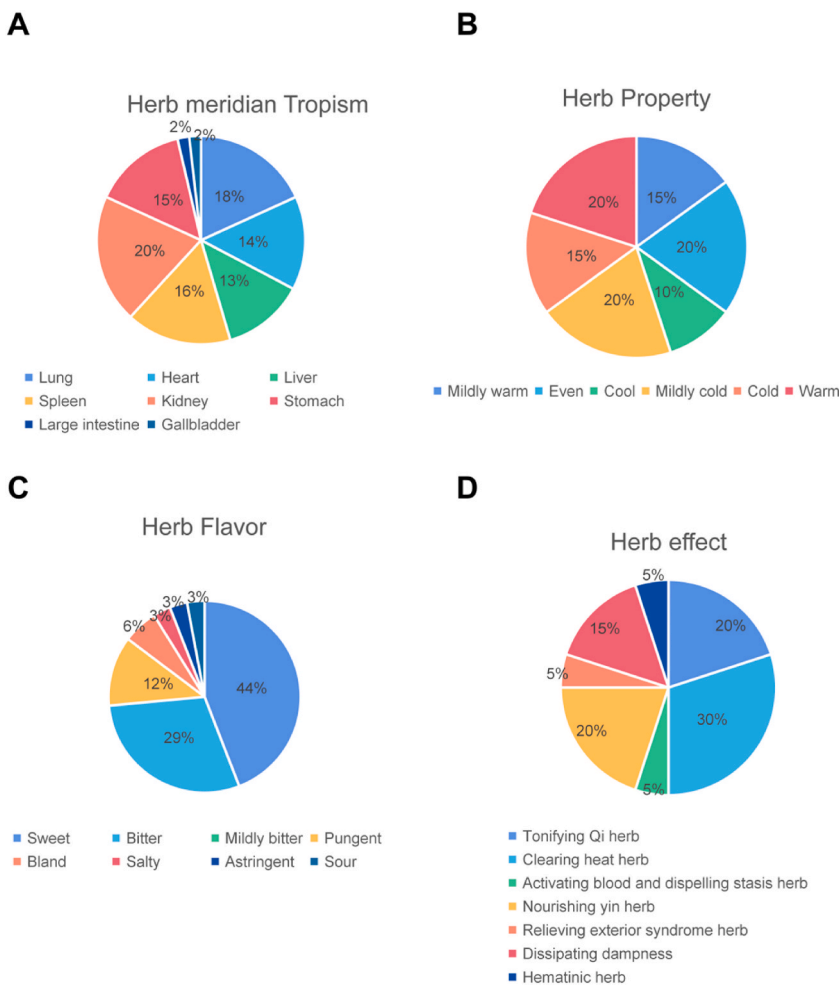 A
B
Herb meridian Tropism
Herb Property
2%
2%
18%
14%
13%
16%
20%
15%
15%
20%
10%
20%
15%
20%
Lung Heart Liver
Spleen Kidney Stomach
Large intestine Gallbladder
Mildly warm Even Cool Mildly cold Cold Warm
C
D
Herb Flavor
Herb effect
3%
3%
3%
6%
12%
29%
44%
5%
20%
15%
5%
30%
20%
5%
Sweet Bitter Mildly bitter Pungent
Bland Salty Astringent Sour
Tonifying Qi herb
Clearing heat herb
Activating blood and dispelling stasis herb
Nourishing yin herb
Relieving exterior syndrome herb
Dissipating dampness
Hematinic herb